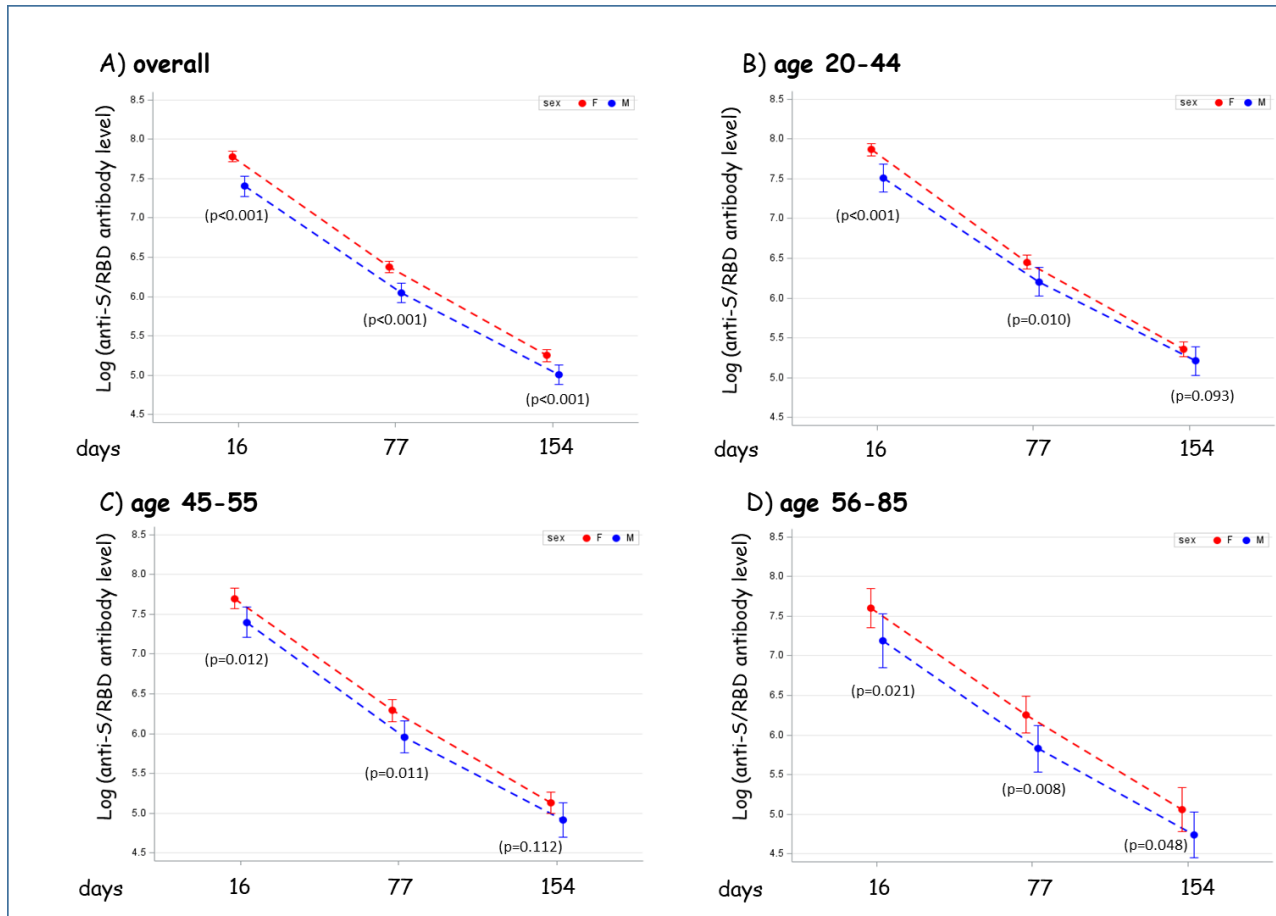 A) overall
sex F M
Log (anti-S/RBD antibody level)
8.5
8.0
7.5
7.0
6.5
6.0
5.5
5.0
4.5
(p<0.001)
(p<0.001)
(p<0.001)
days 16 77 154
B) age 20-44
sex F M
Log (anti-S/RBD antibody level)
8.5
8.0
7.5
7.0
6.5
6.0
5.5
5.0
4.5
(p<0.001)
(p=0.010)
(p=0.093)
days 16 77 154
C) age 45-55
sex F M
Log (anti-S/RBD antibody level)
8.5
8.0
7.5
7.0
6.5
6.0
5.5
5.0
4.5
(p=0.012)
(p=0.011)
(p=0.112)
days 16 77 154
D) age 56-85
sex F M
Log (anti-S/RBD antibody level)
8.5
8.0
7.5
7.0
6.5
6.0
5.5
5.0
4.5
(p=0.021)
(p=0.008)
(p=0.048)
days 16 77 154